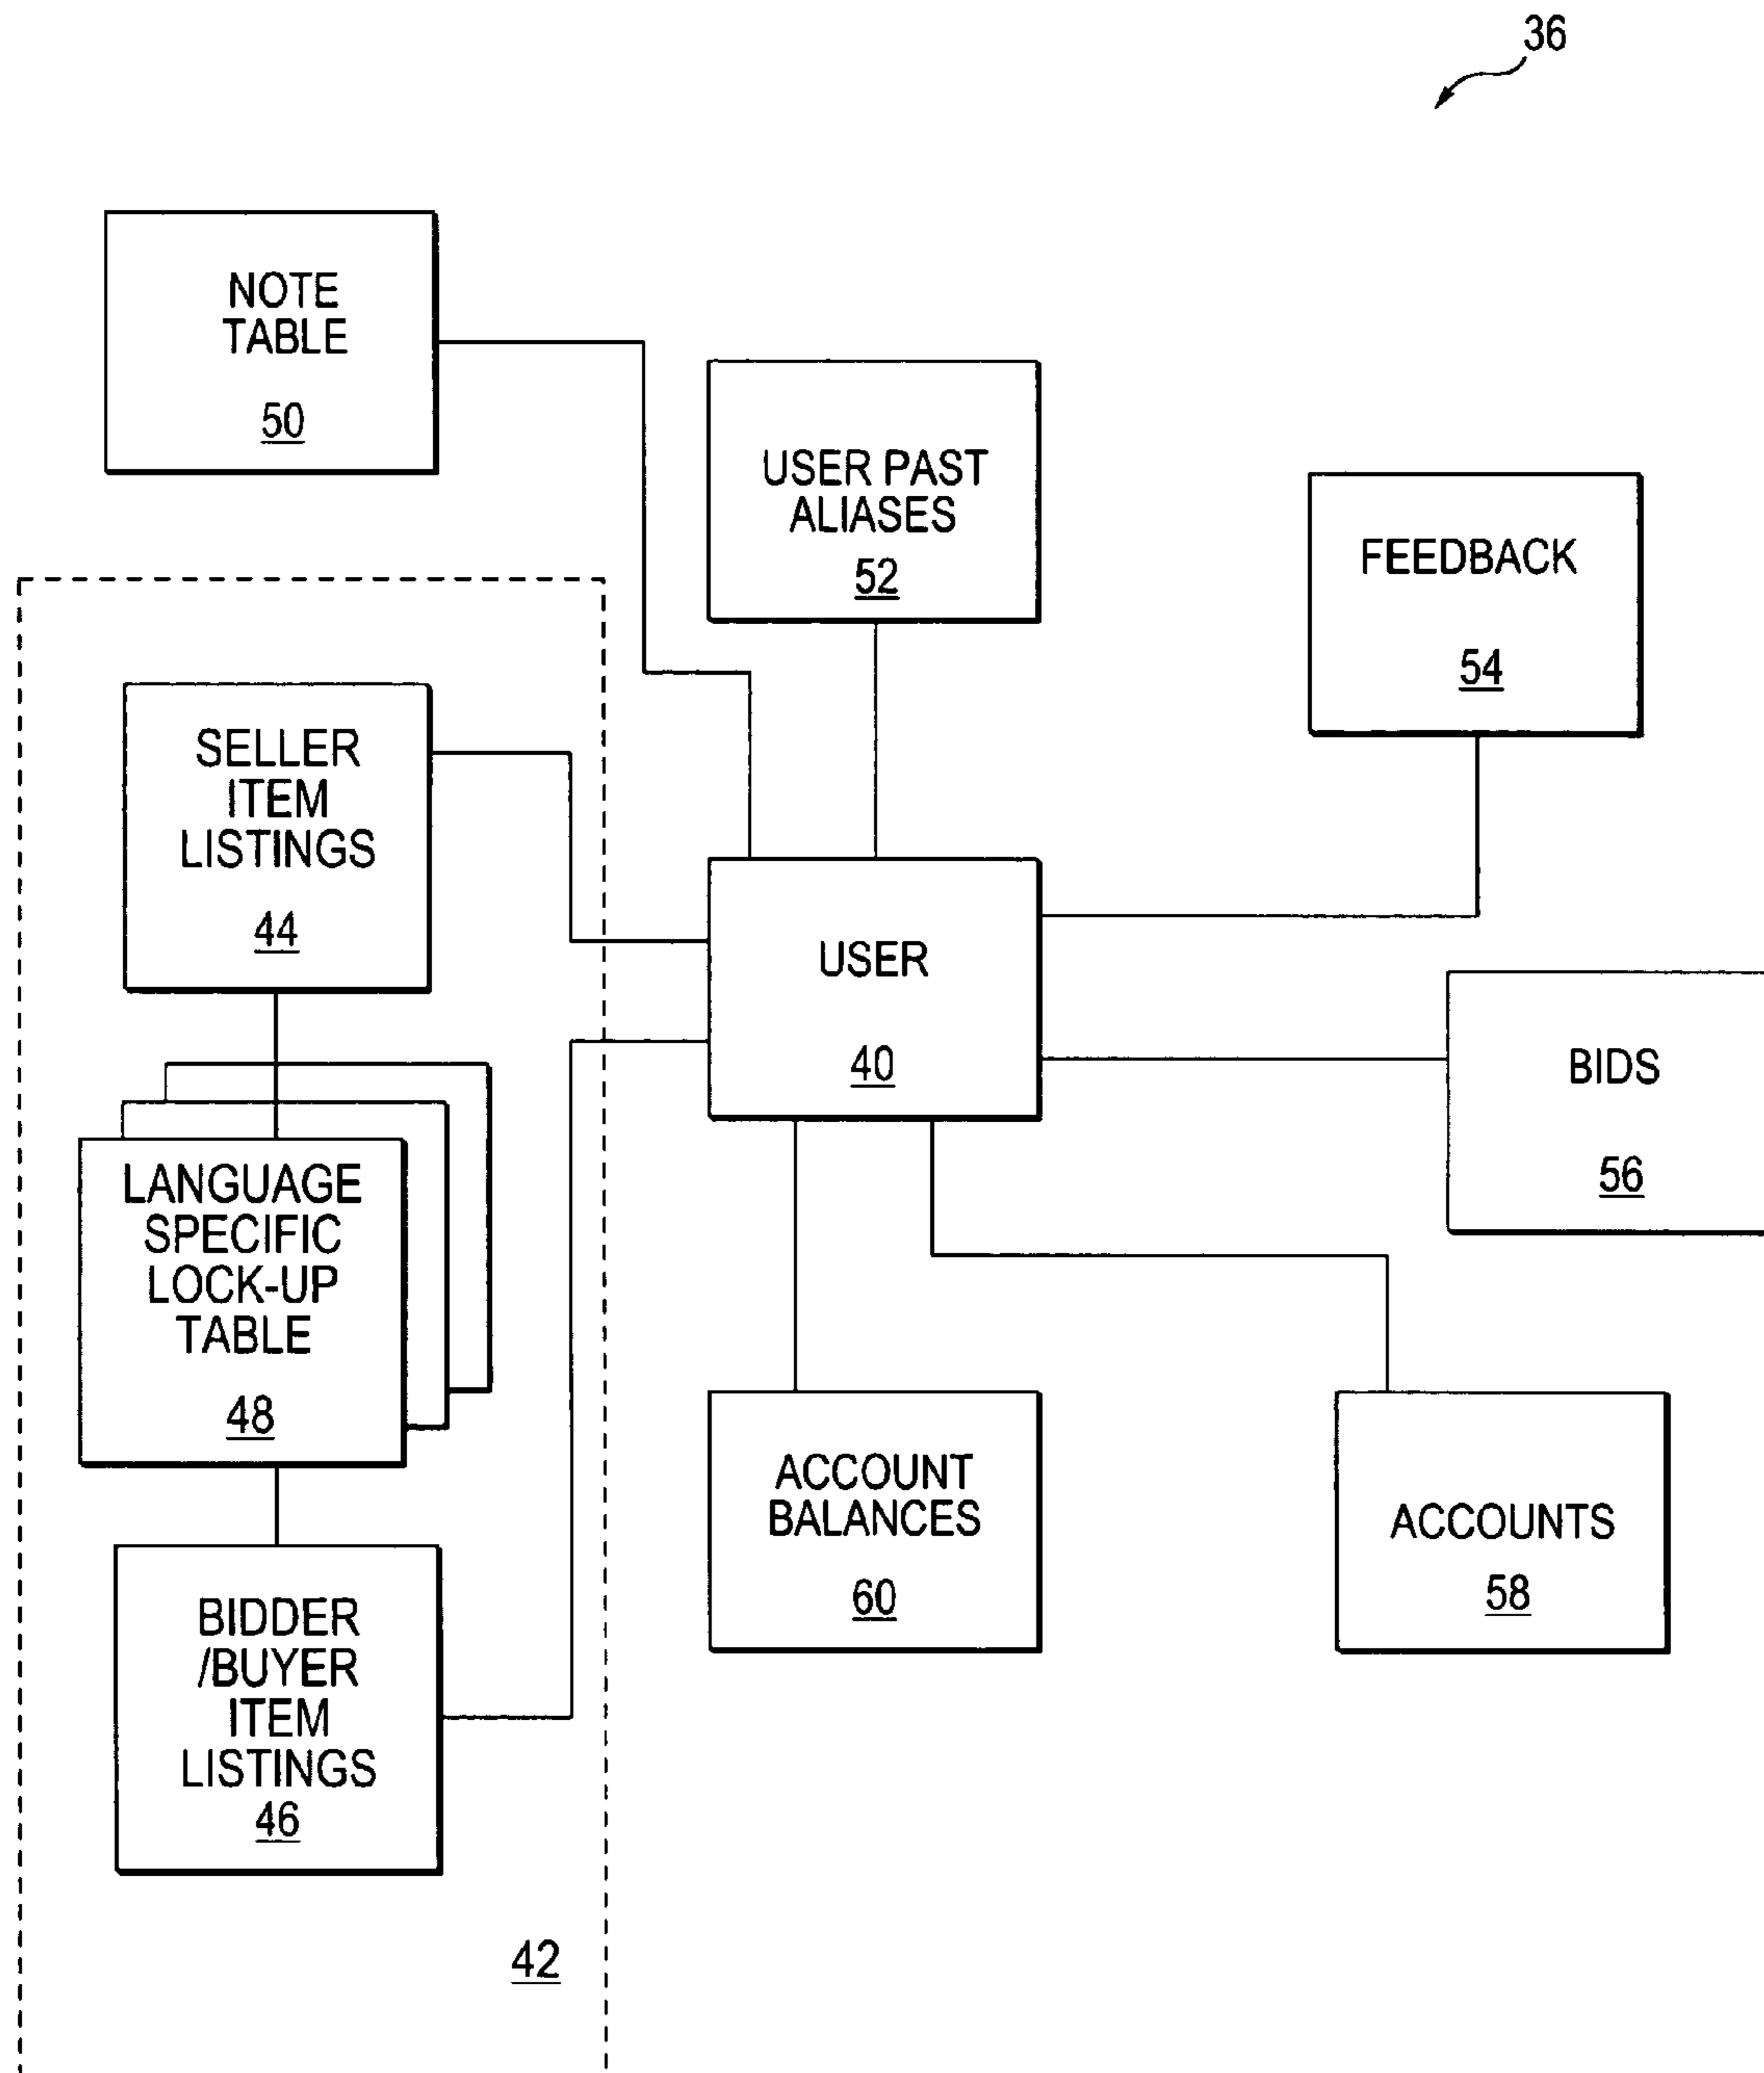 36
NOTE
TABLE
50
USER PAST
ALIASES
52
FEEDBACK
54
SELLER
ITEM
LISTINGS
44
USER
40
BIDS
56
LANGUAGE
SPECIFIC
LOCK-UP
TABLE
48
ACCOUNT
BALANCES
60
ACCOUNTS
58
BIDDER
/BUYER
ITEM
LISTINGS
46
42